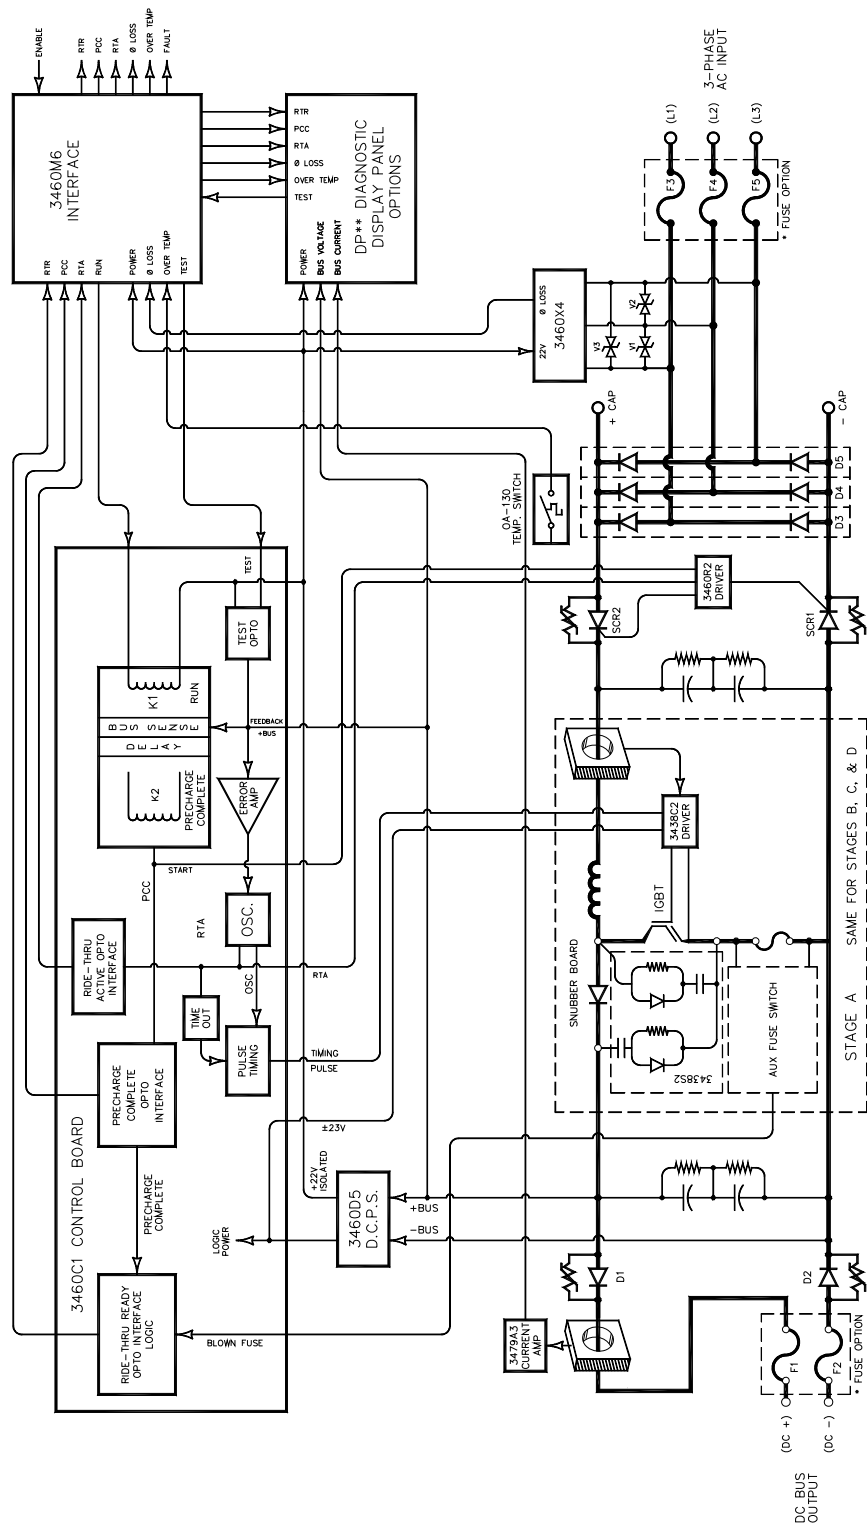 ENABLE
RTR
PCC
RTA
Ø LOSS
OVER TEMP
FAULT
3460M6
INTERFACE
RTR
PCC
RTA
RUN
POWER
Ø LOSS
OVER TEMP
TEST
RTR
PCC
RTA
Ø LOSS
OVER TEMP
TEST
DP** DIAGNOSTIC
DISPLAY PANEL
OPTIONS
POWER
BUS VOLTAGE
BUS CURRENT
3-PHASE
AC INPUT
(L1)
(L2)
(L3)
F3
F4
F5
* FUSE OPTION
Ø LOSS
22V
3460X4
V3
V2
V1
+ CAP
- CAP
D5
D4
D3
OA-130
TEMP. SWITCH
3460R2
DRIVER
SCR2
SCR1
TEST
TEST
OPTO
K1
RUN
BUS SENSE
DELAY
K2
PRECHARGE
COMPLETE
FEEDBACK
+BUS
ERROR
AMP
START
PCC
RTA
OSC.
OSC
RTA
RIDE-THRU
ACTIVE OPTO
INTERFACE
TIME
OUT
PULSE
TIMING
TIMING
PULSE
PRECHARGE
COMPLETE
OPTO
INTERFACE
PRECHARGE
COMPLETE
3460C1 CONTROL BOARD
RIDE-THRU READY
OPTO INTERFACE
LOGIC
BLOWN FUSE
LOGIC
POWER
±23V
+22V
ISOLATED
3460D5
D.C.P.S.
+BUS
-BUS
3438C2
DRIVER
IGBT
SNUBBER BOARD
3438S2
AUX FUSE SWITCH
STAGE A
SAME FOR STAGES B, C, & D
D1
D2
3479A3
CURRENT
AMP
F1
F2
* FUSE OPTION
(DC +)
(DC -)
DC BUS
OUTPUT